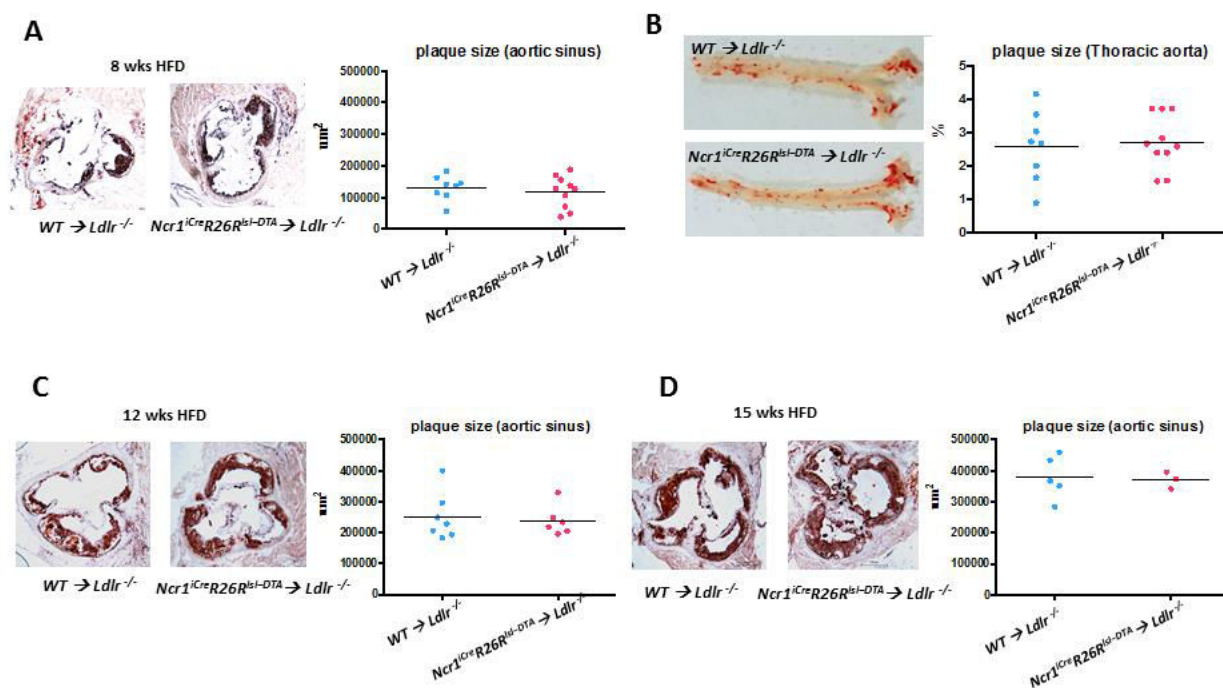 A
8 wks HFD
WT → Ldlr -/-
Ncr1iCreR26Rlsl–DTA → Ldlr -/-
plaque size (aortic sinus)
500000
400000
300000
200000
100000
0
um2
WT → Ldlr -/-
Ncr1iCreR26Rlsl–DTA → Ldlr -/-
B
WT → Ldlr -/-
Ncr1iCreR26Rlsl–DTA → Ldlr -/-
plaque size (Thoracic aorta)
5
4
3
2
1
0
%
WT → Ldlr -/-
Ncr1iCreR26Rlsl–DTA → Ldlr -/-
C
12 wks HFD
WT → Ldlr -/-
Ncr1iCreR26Rlsl–DTA → Ldlr -/-
plaque size (aortic sinus)
500000
400000
300000
200000
100000
0
um2
WT → Ldlr -/-
Ncr1iCreR26Rlsl–DTA → Ldlr -/-
D
15 wks HFD
WT → Ldlr -/-
Ncr1iCreR26Rlsl–DTA → Ldlr -/-
plaque size (aortic sinus)
500000
400000
300000
200000
100000
0
um2
WT → Ldlr -/-
Ncr1iCreR26Rlsl–DTA → Ldlr -/-